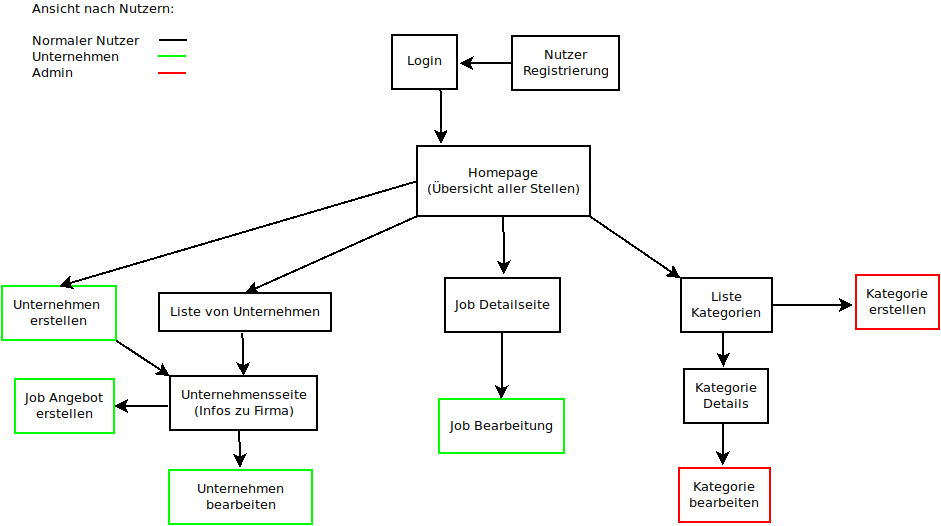 Ansicht nach Nutzern:
Normaler Nutzer
Unternehmen
Admin
Login
Nutzer
Registrierung
Homepage
(Übersicht aller Stellen)
Unternehmen
erstellen
Liste von Unternehmen
Job Detailseite
Liste
Kategorien
Kategorie
erstellen
Job Angebot
erstellen
Unternehmensseite
(Infos zu Firma)
Job Bearbeitung
Kategorie
Details
Unternehmen
bearbeiten
Kategorie
bearbeiten